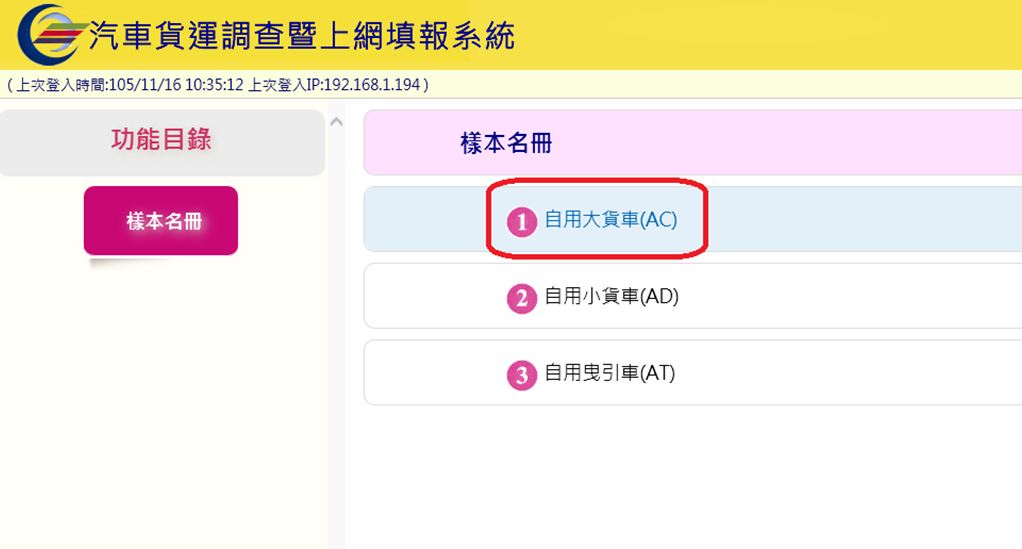 汽車貨運調查暨上網填報系統
(上次登入時間:105/11/16 10:35:12 上次登入IP:192.168.1.194)
功能目錄
樣本名冊
樣本名冊
1 自用大貨車(AC)
2 自用小貨車(AD)
3 自用曳引車(AT)